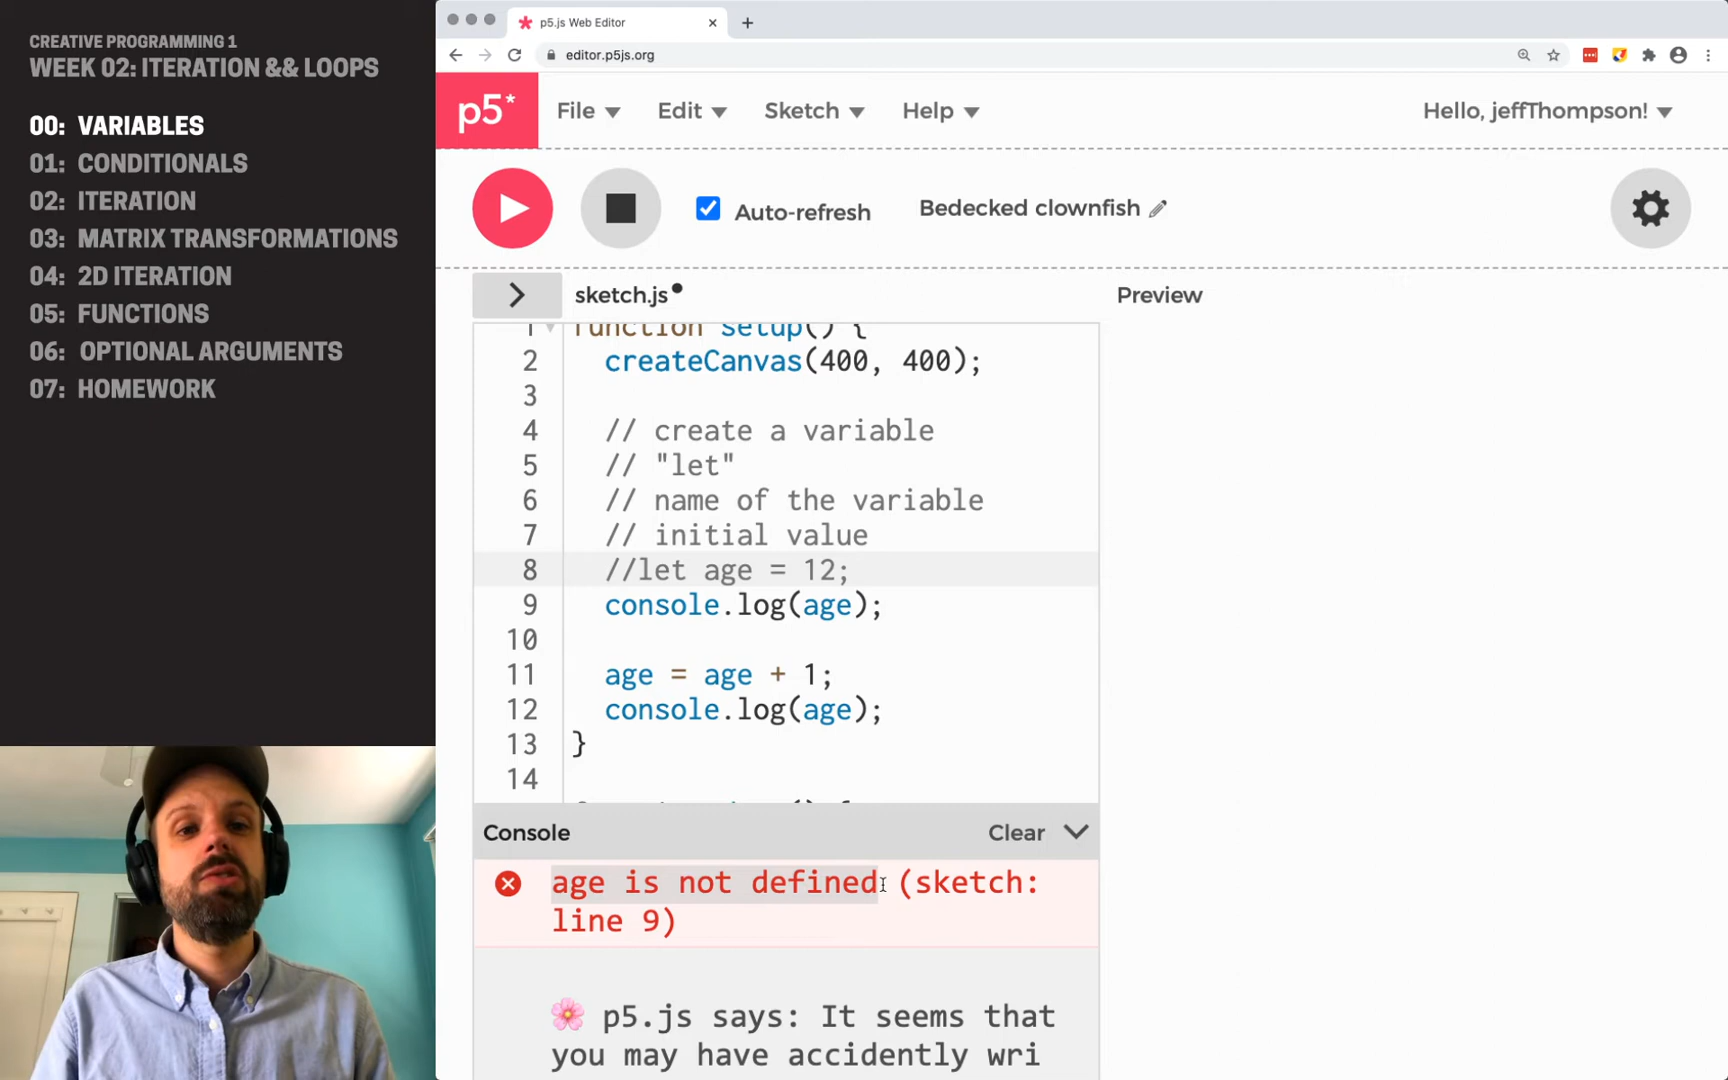 CREATIVE PROGRAMMING 1
WEEK 02: ITERATION && LOOPS
00: VARIABLES
01: CONDITIONALS
02: ITERATION
03: MATRIX TRANSFORMATIONS
04: 2D ITERATION
05: FUNCTIONS
06: OPTIONAL ARGUMENTS
07: HOMEWORK
p5.js Web Editor
editor.p5js.org
p5*
File
Edit
Sketch
Help
Hello, jeffThompson!
Auto-refresh
Bedecked clownfish
sketch.js
Preview
1 function setup() {
2 createCanvas(400, 400);
3
4 // create a variable
5 // "let"
6 // name of the variable
7 // initial value
8 //let age = 12;
9 console.log(age);
10
11 age = age + 1;
12 console.log(age);
13 }
14
Console
Clear
age is not defined (sketch:
line 9)
🌸 p5.js says: It seems that
you may have accidently wri